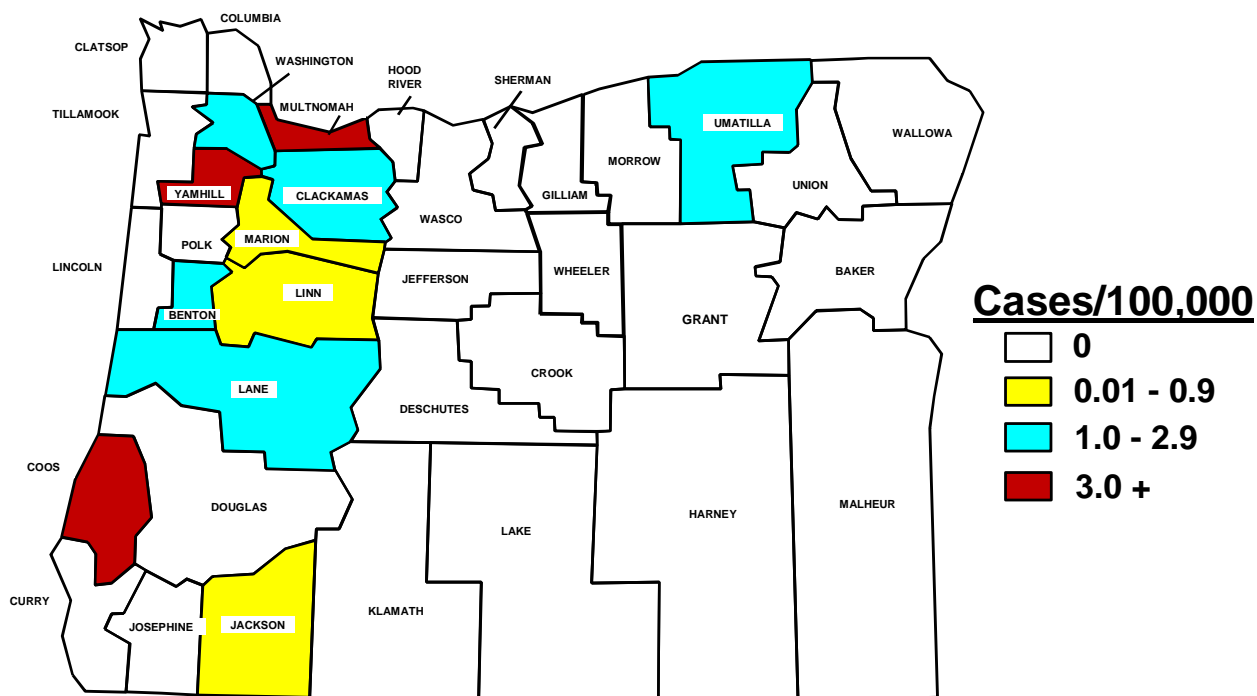 COLUMBIA
CLATSOP
WASHINGTON
HOOD
RIVER
SHERMAN
TILLAMOOK
MULTNOMAH
UMATILLA
WALLOWA
MORROW
UNION
YAMHILL
CLACKAMAS
GILLIAM
WASCO
POLK
MARION
LINCOLN
JEFFERSON
WHEELER
BAKER
LINN
BENTON
GRANT
CROOK
LANE
DESCHUTES
COOS
DOUGLAS
LAKE
HARNEY
MALHEUR
CURRY
JOSEPHINE
JACKSON
KLAMATH
Cases/100,000
0
0.01 - 0.9
1.0 - 2.9
3.0 +